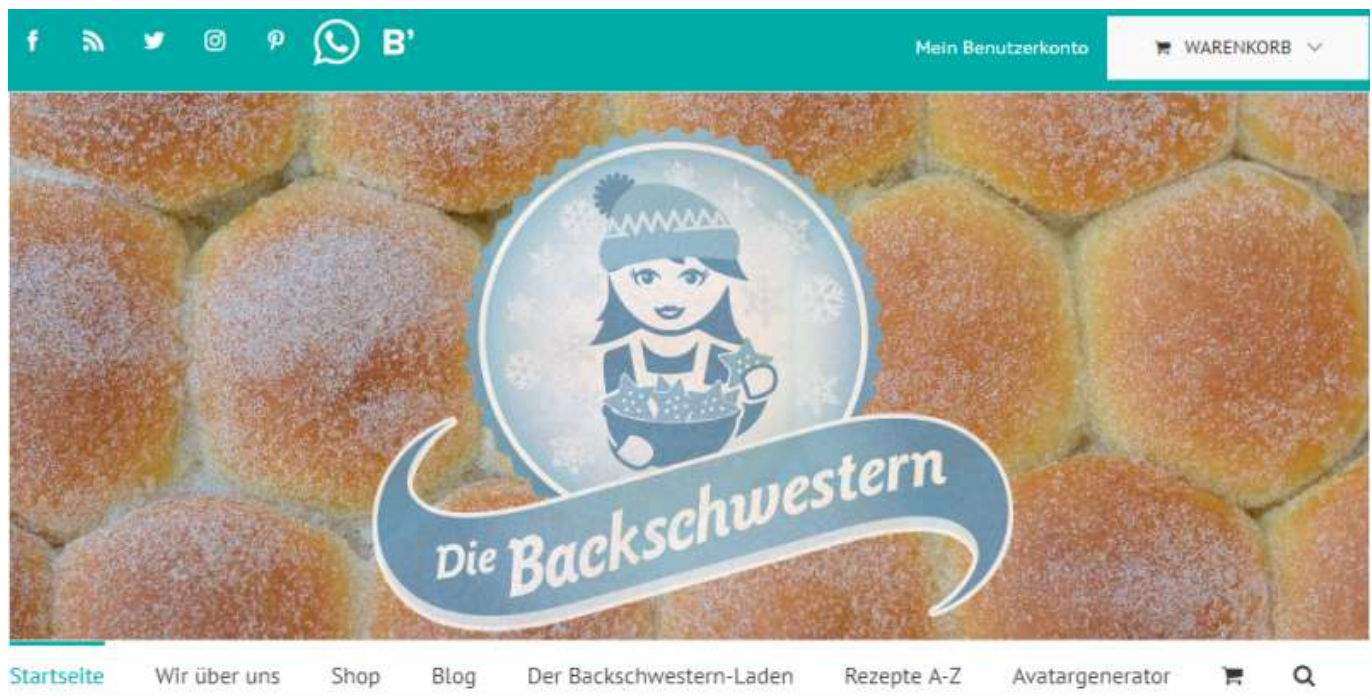 B’ Mein Benutzerkonto WARENKORB
Die Backschwestern
Startseite Wir über uns Shop Blog Der Backschwestern-Laden Rezepte A-Z Avatargenerator